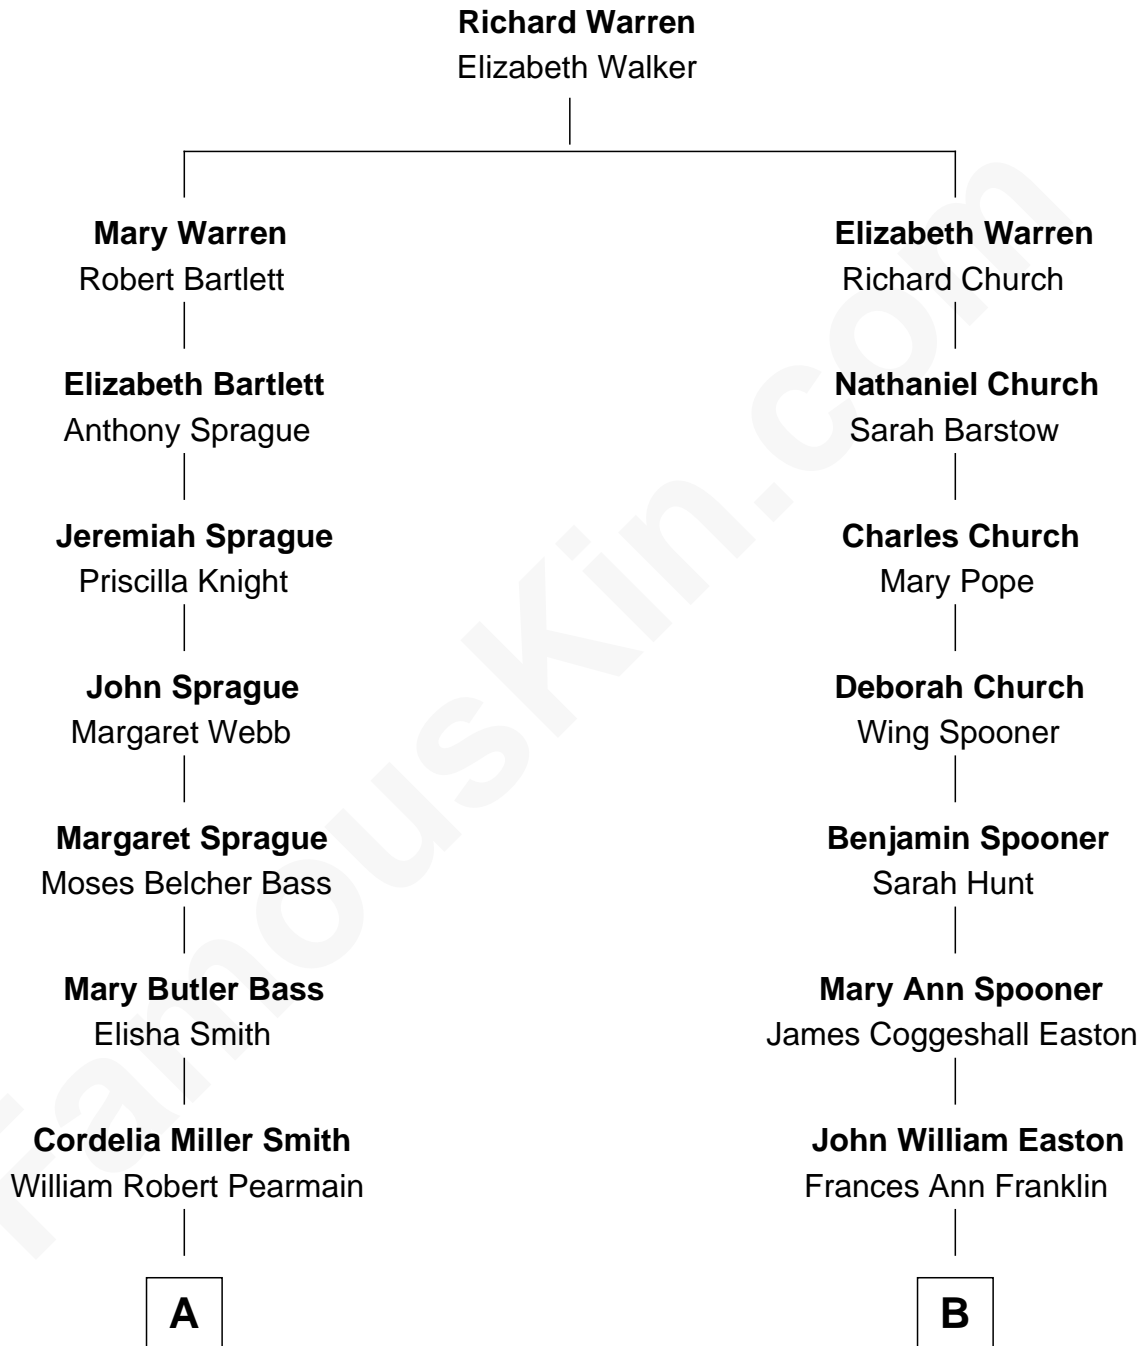 Richard Warren
Elizabeth Walker
Mary Warren
Robert Bartlett
Elizabeth Warren
Richard Church
Elizabeth Bartlett
Anthony Sprague
Nathaniel Church
Sarah Barstow
Jeremiah Sprague
Priscilla Knight
Charles Church
Mary Pope
John Sprague
Margaret Webb
Deborah Church
Wing Spooner
Margaret Sprague
Moses Belcher Bass
Benjamin Spooner
Sarah Hunt
Mary Butler Bass
Elisha Smith
Mary Ann Spooner
James Coggeshall Easton
Cordelia Miller Smith
William Robert Pearmain
John William Easton
Frances Ann Franklin
A
B
FamousKin.com